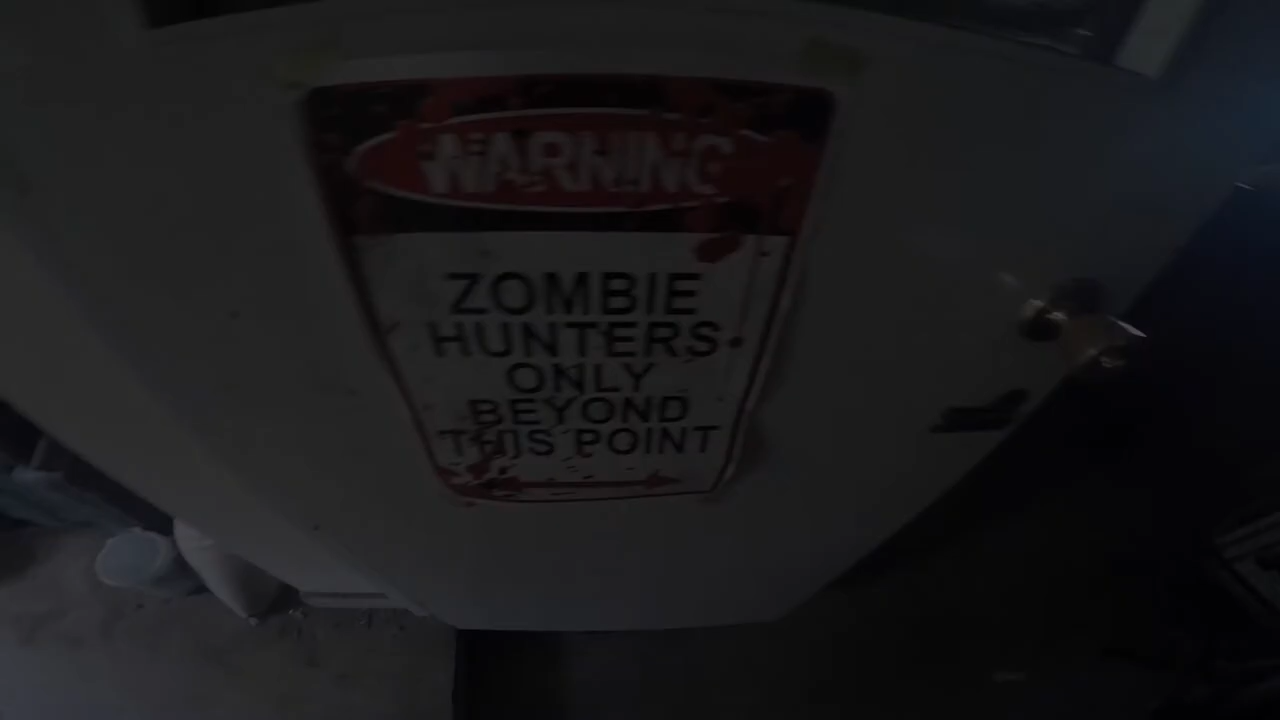 WARNING
ZOMBIE
HUNTERS
ONLY
BEYOND
THIS POINT